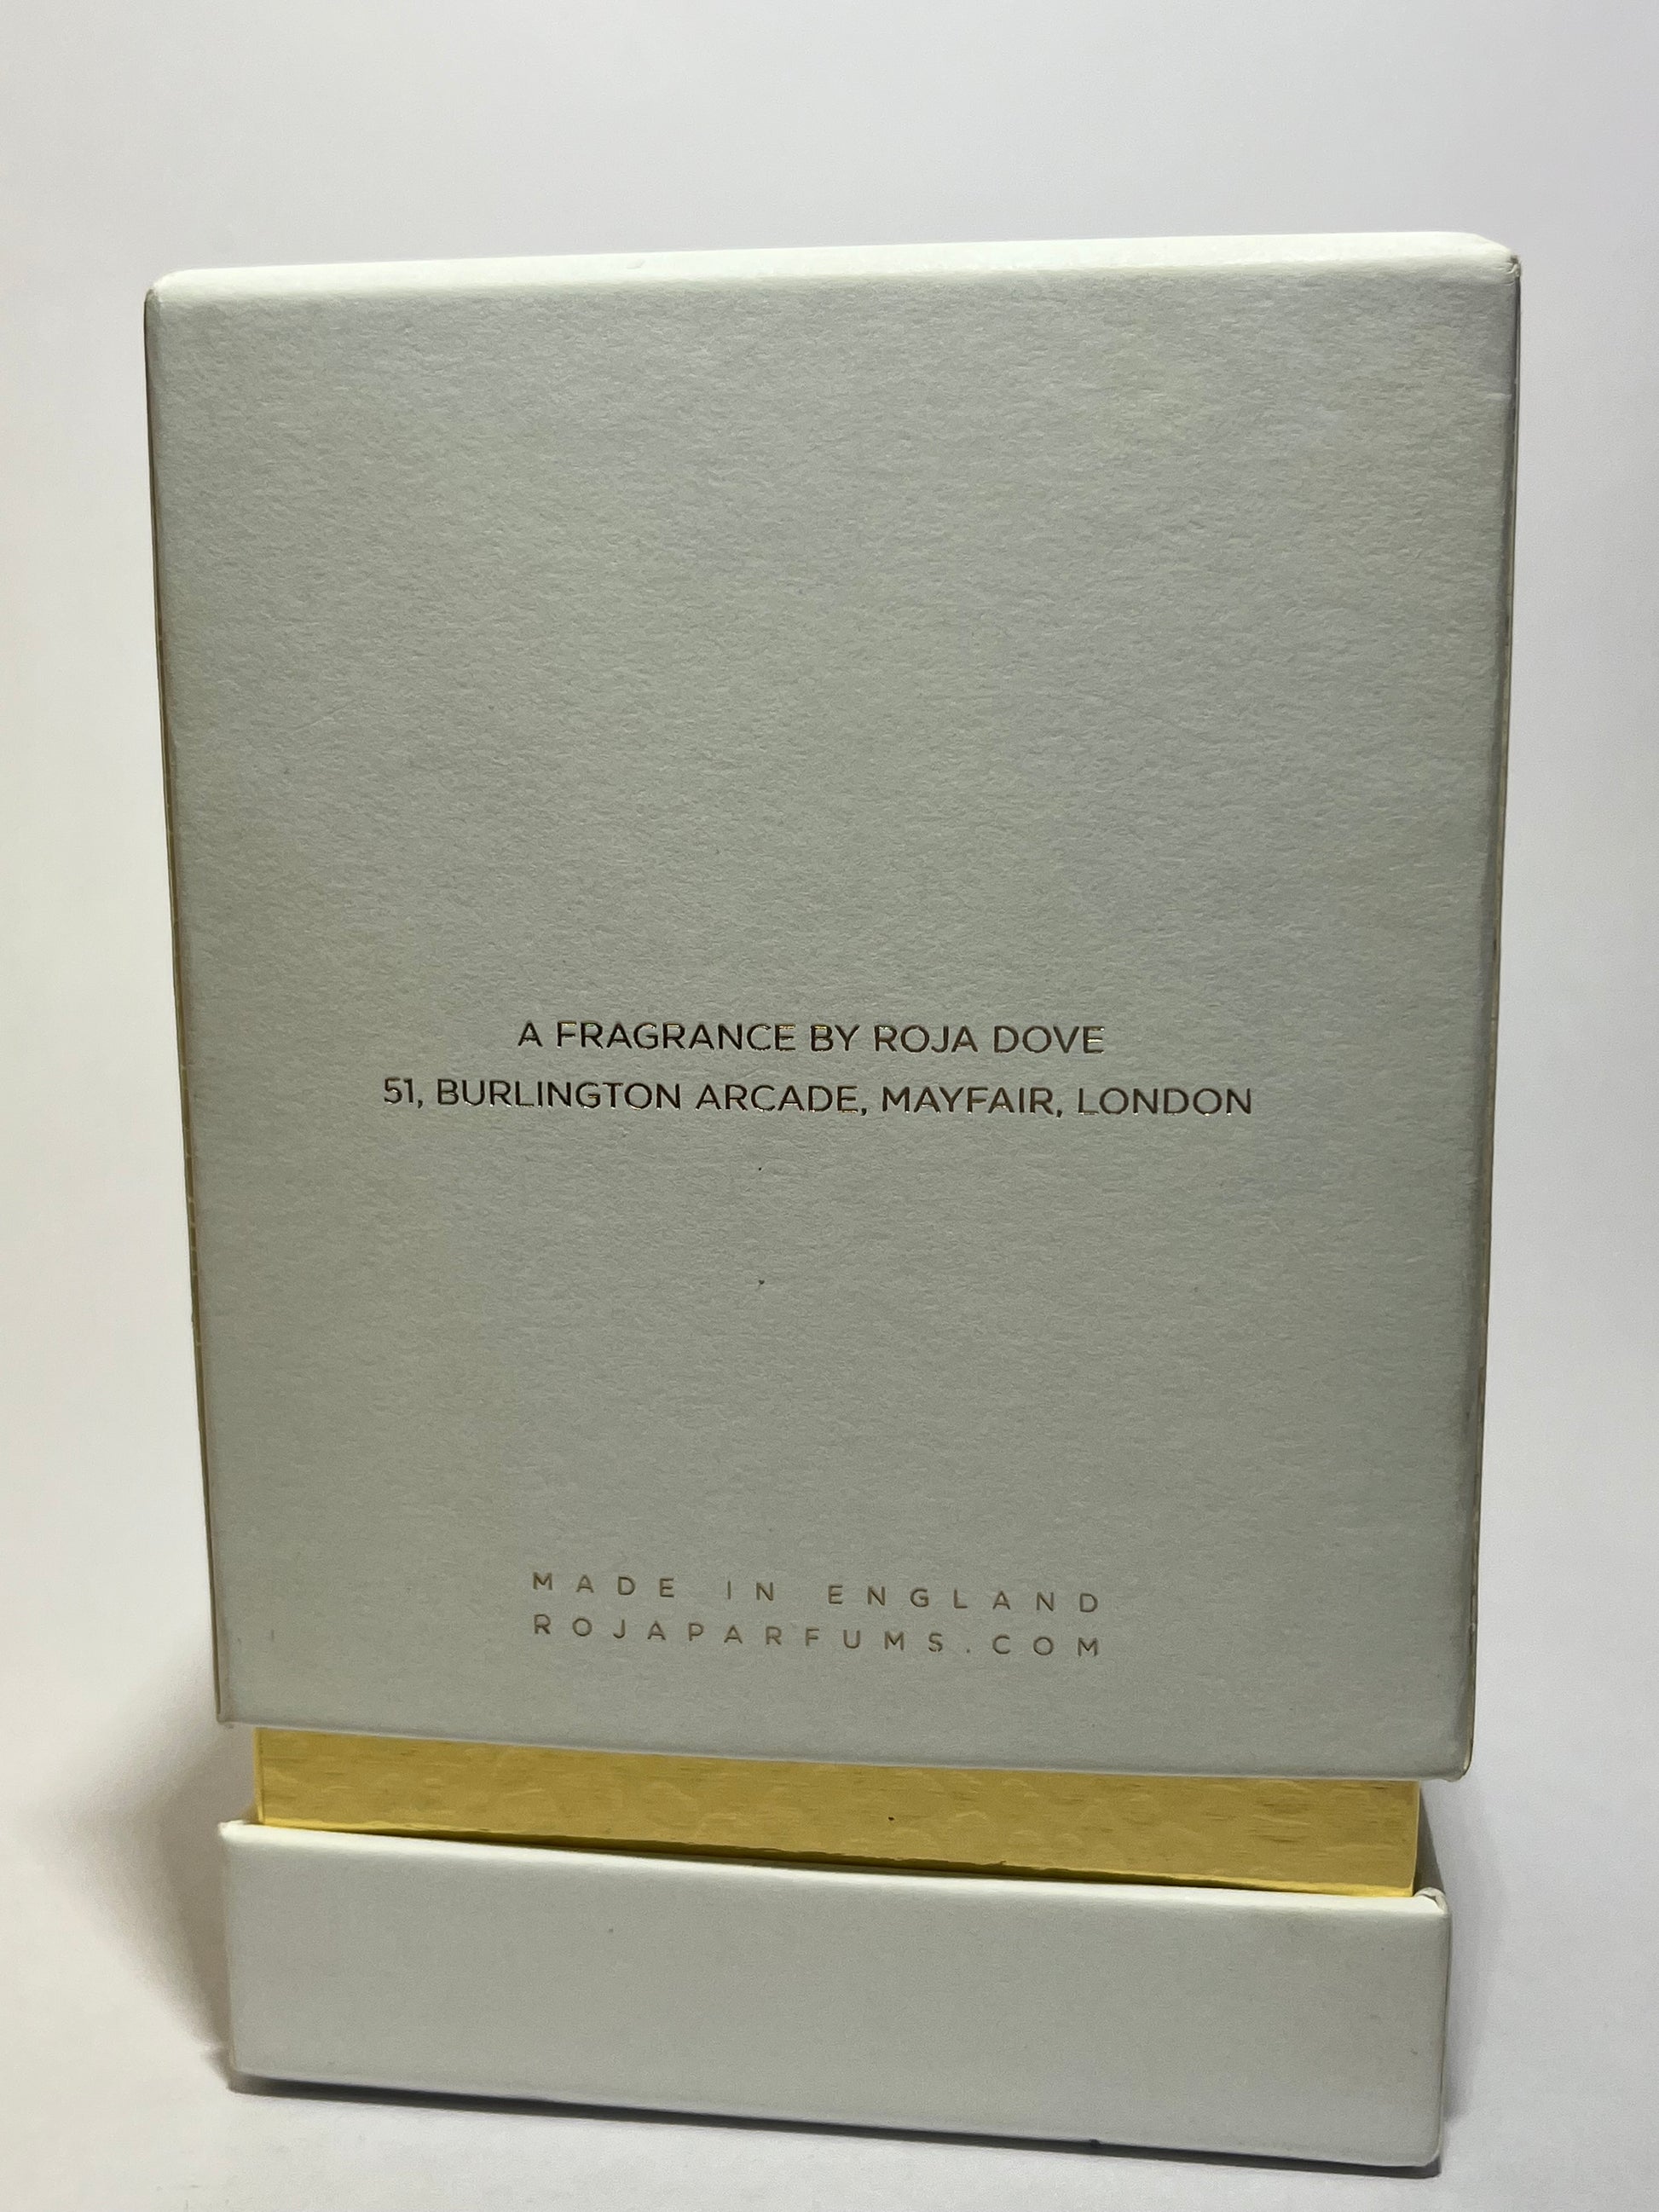 A FRAGRANCE BY ROJA DOVE
51, BURLINGTON ARCADE, MAYFAIR, LONDON
MADE IN ENGLAND
ROJAPARFUMS.COM